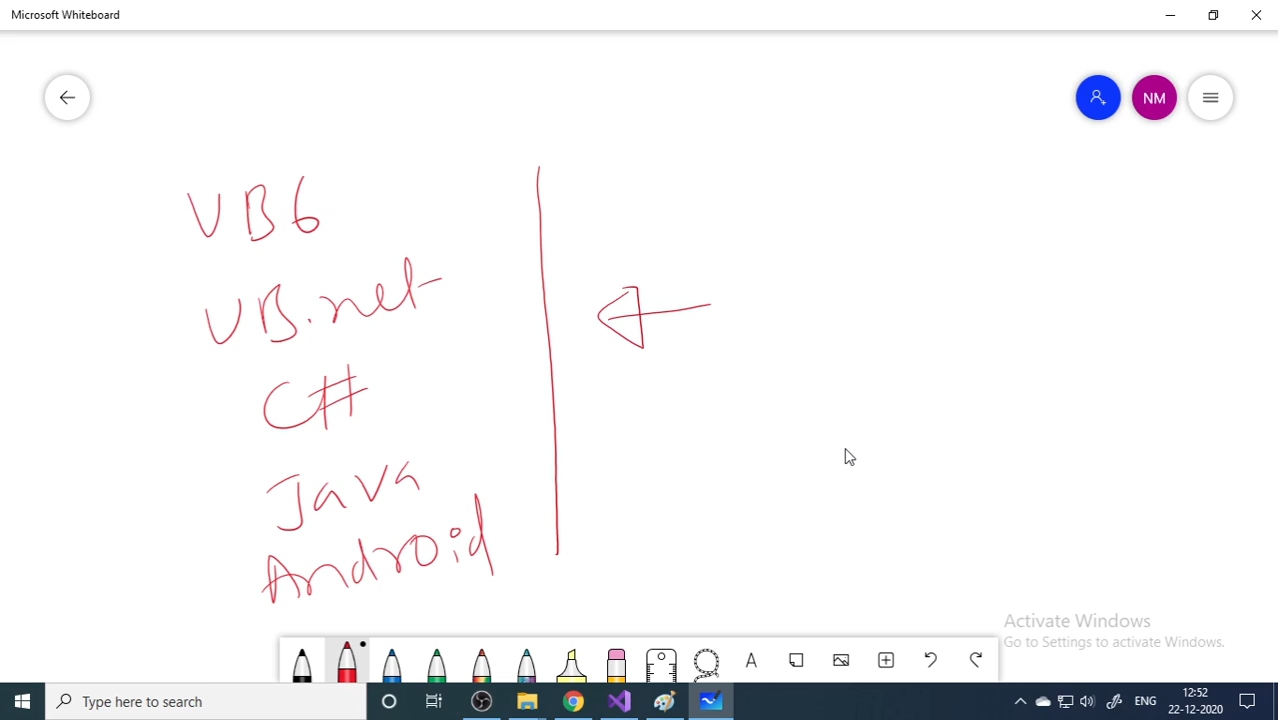 Microsoft Whiteboard
NM
VB6
VB.net
C#
Java
Android
A
Activate Windows
Go to Settings to activate Windows.
Type here to search
ENG
12:52
22-12-2020